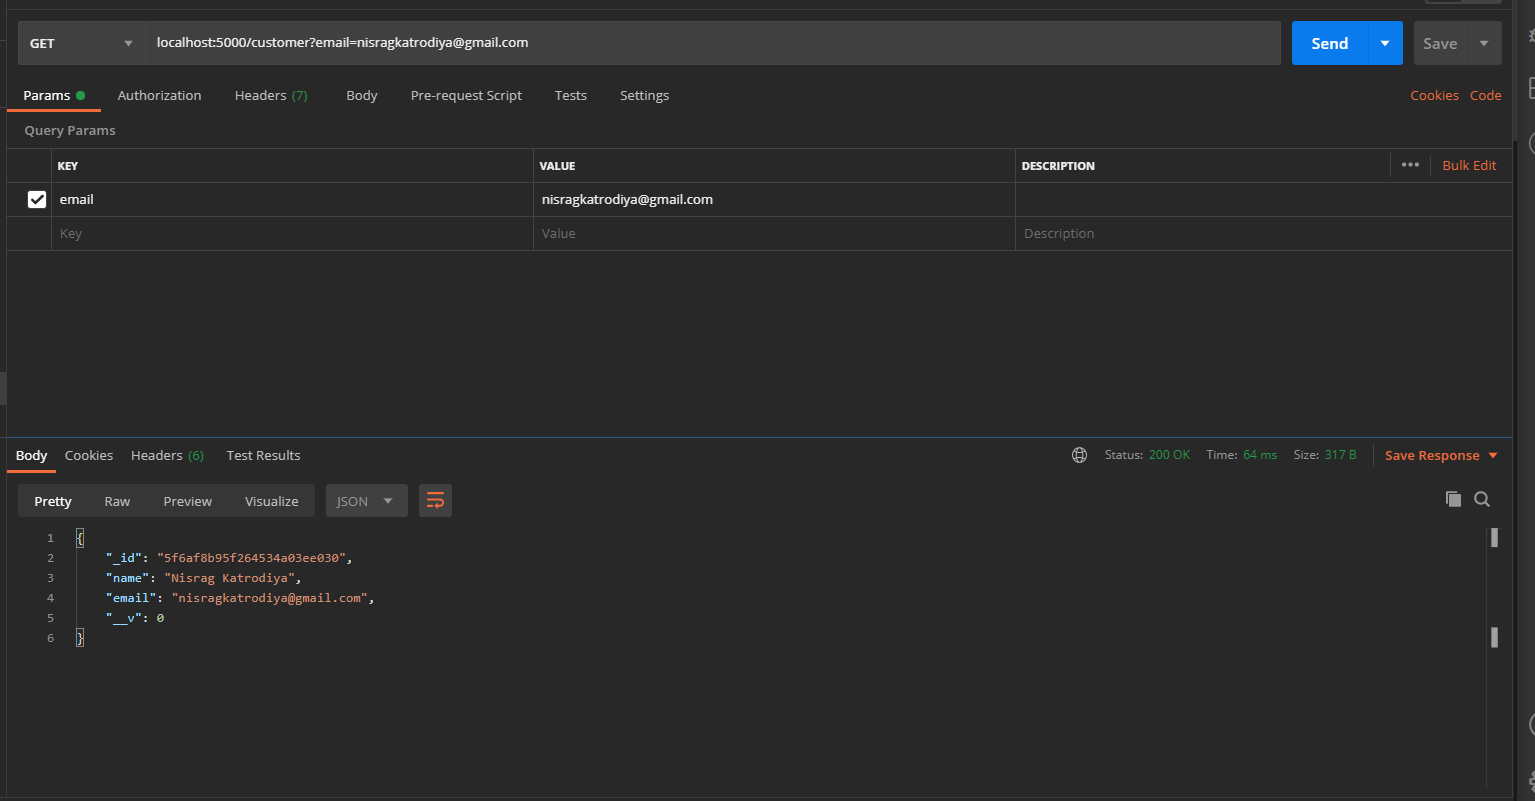 GET localhost:5000/customer?email=nisragkatrodiya@gmail.com Send Save
Params Authorization Headers (7) Body Pre-request Script Tests Settings Cookies Code
Query Params
KEY VALUE DESCRIPTION ••• Bulk Edit
email nisragkatrodiya@gmail.com
Key Value Description
Body Cookies Headers (6) Test Results Status: 200 OK Time: 64 ms Size: 317 B Save Response
Pretty Raw Preview Visualize JSON
1 {
2 "_id": "5f6af8b95f264534a03ee030",
3 "name": "Nisrag Katrodiya",
4 "email": "nisragkatrodiya@gmail.com",
5 "__v": 0
6 }